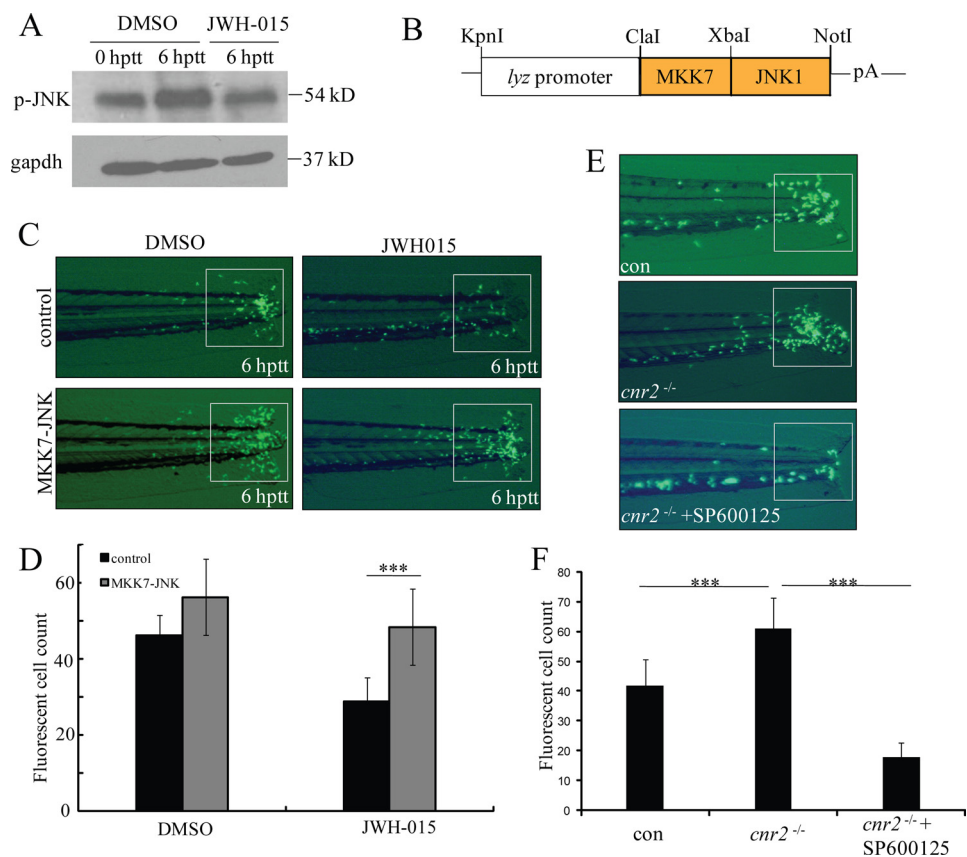 A
DMSO JWH-015
0 hptt 6 hptt 6 hptt
p-JNK 54 kD
gapdh 37 kD
B
KpnI ClaI XbaI NotI
lyz promoter MKK7 JNK1 pA
C
DMSO JWH015
control
6 hptt 6 hptt
MKK7-JNK
6 hptt 6 hptt
E
con
cnr2 -/-
cnr2 -/- +SP600125
D
control
MKK7-JNK
***
Fluorescent cell count
60
40
20
0
DMSO JWH-015
F
*** ***
Fluorescent cell count
80
70
60
50
40
30
20
10
0
con cnr2 -/- cnr2 -/- +
SP600125